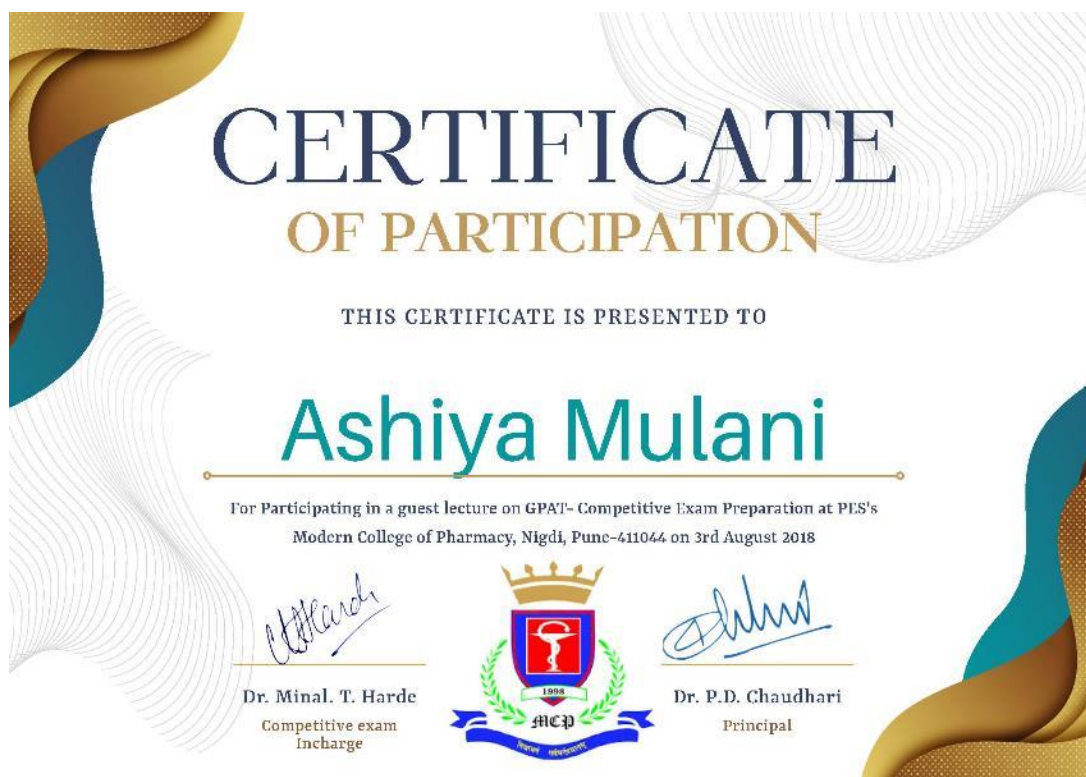 CERTIFICATE
OF PARTICIPATION
THIS CERTIFICATE IS PRESENTED TO
Ashiya Mulani
For Participating in a guest lecture on GPAT- Competitive Exam Preparation at PES's
Modern College of Pharmacy, Nigdi, Pune-411044 on 3rd August 2018
Dr. Minal. T. Harde
Competitive exam
Incharge
1998
MCP
Dr. P.D. Chaudhari
Principal